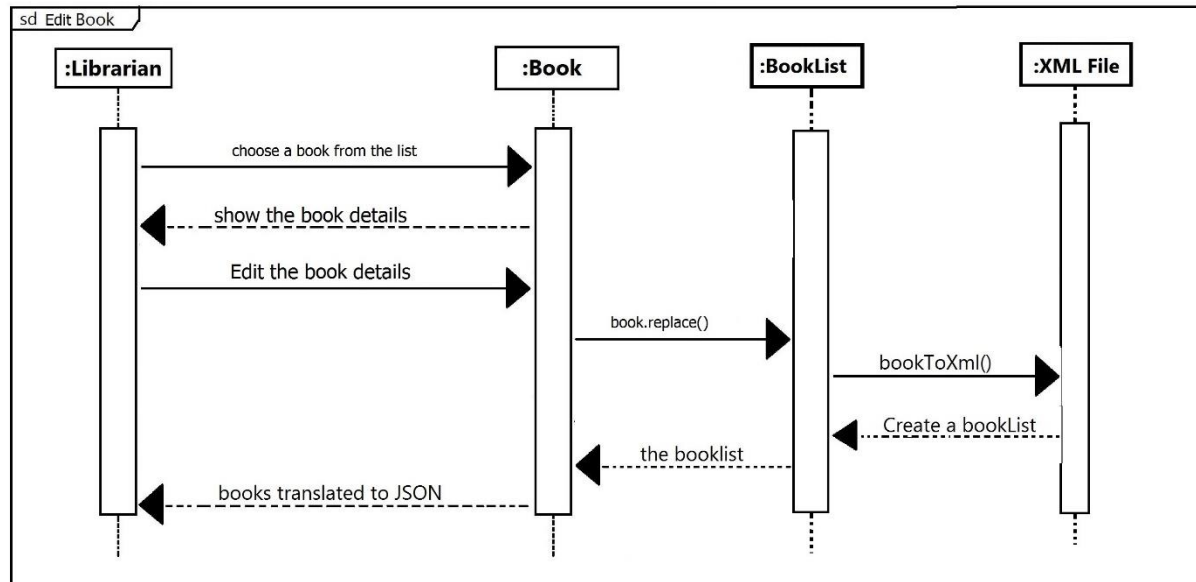 sd Edit Book
:Librarian
:Book
:BookList
:XML File
choose a book from the list
show the book details
Edit the book details
book.replace()
bookToXml()
Create a bookList
the booklist
books translated to JSON